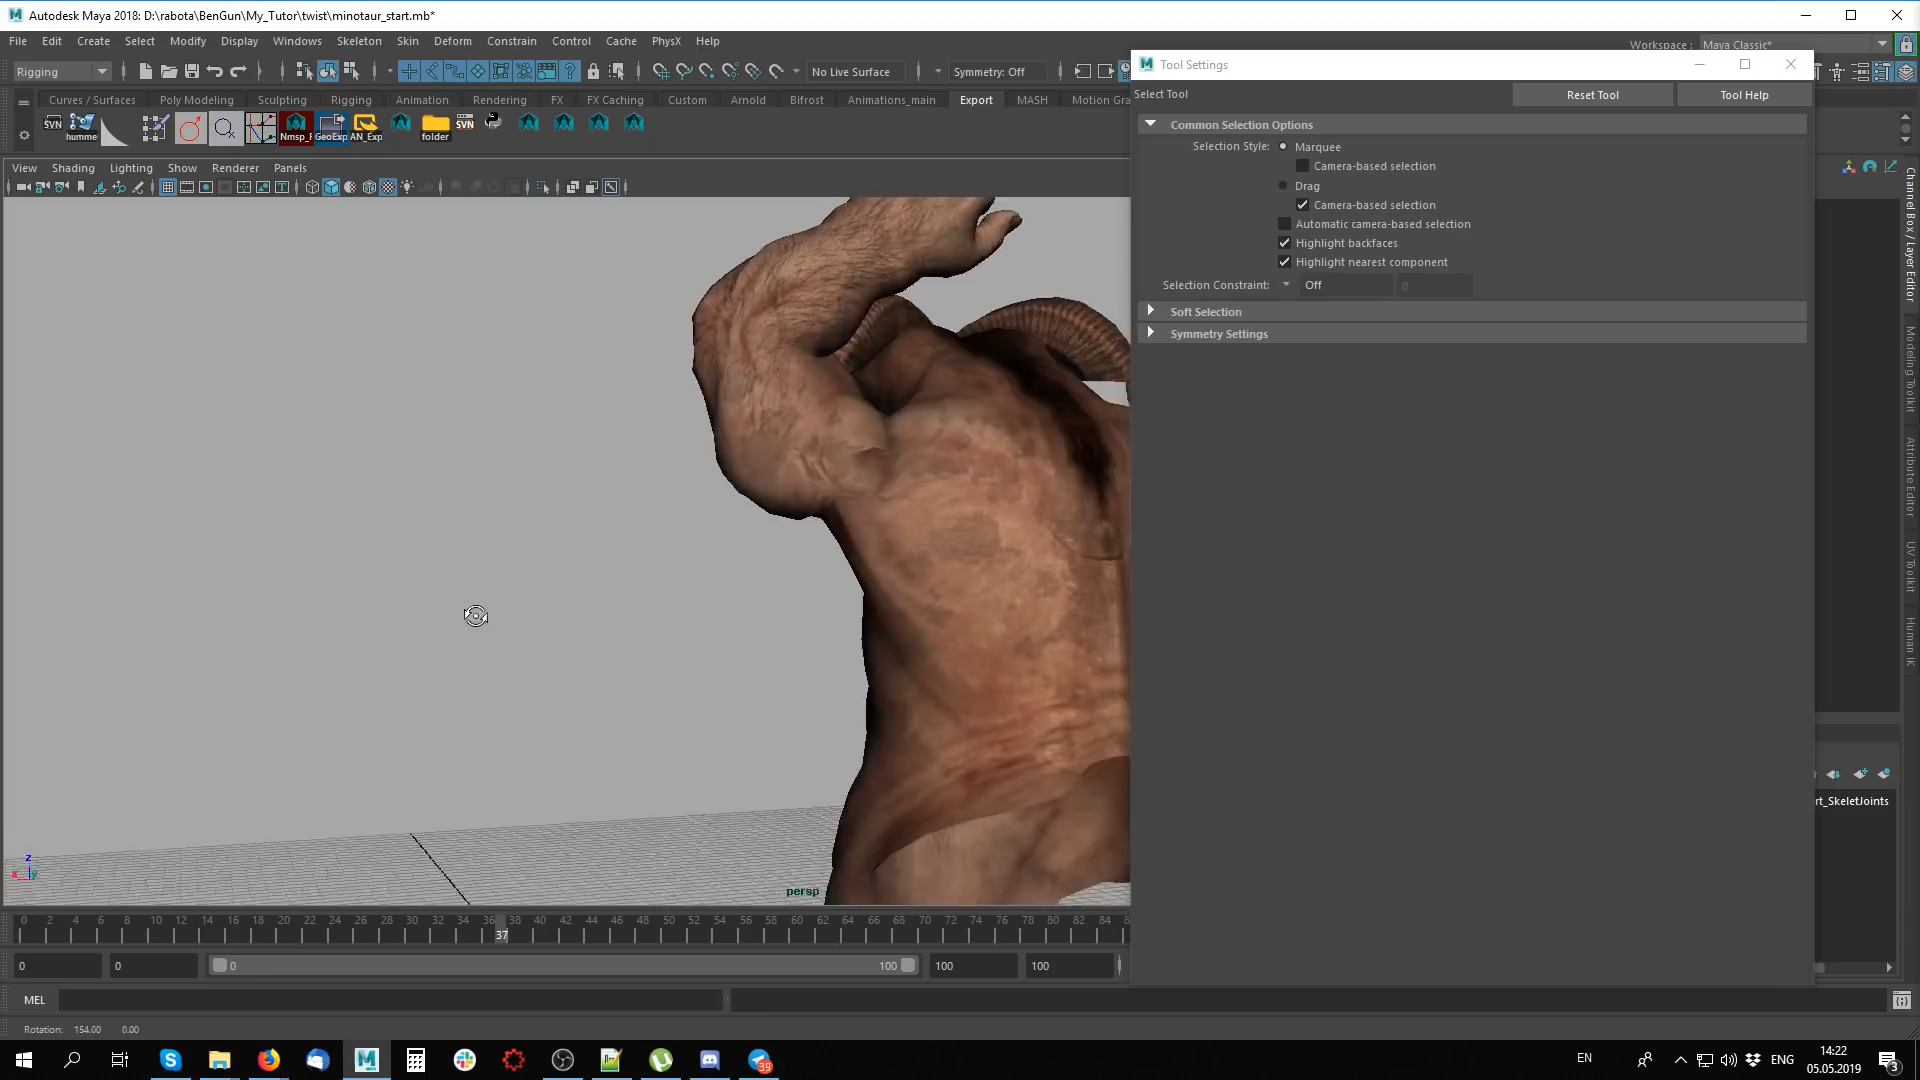 Autodesk Maya 2018: D:\rabota\BenGun\My_Tutor\twist\minotaur_start.mb*
File Edit Create Select Modify Display Windows Skeleton Skin Deform Constrain Control Cache PhysX Help
Workspace : Maya Classic*
Rigging
No Live Surface
Symmetry: Off
Tool Settings
Select Tool
Reset Tool
Tool Help
Curves / Surfaces Poly Modeling Sculpting Rigging Animation Rendering FX FX Caching Custom Arnold Bifrost Animations_main Export MASH Motion Gra
SVN humme Nmsp_F GeoExp AN_Exp folder SVN
Common Selection Options
Selection Style: Marquee
Camera-based selection
Drag
Camera-based selection
Automatic camera-based selection
Highlight backfaces
Highlight nearest component
Selection Constraint: Off 0
Soft Selection
Symmetry Settings
View Shading Lighting Show Renderer Panels
Channel Box / Layer Editor
Modeling Toolkit
Attribute Editor
UV Toolkit
Human IK
rt_SkeletJoints
z
x y
persp
0 2 4 6 8 10 12 14 16 18 20 22 24 26 28 30 32 34 36 38 40 42 44 46 48 50 52 54 56 58 60 62 64 66 68 70 72 74 76 78 80 82 84 8
37
0 0 0 100 100 100
MEL
Rotation: 154.00 0.00
39
EN
ENG
14:22
05.05.2019
3